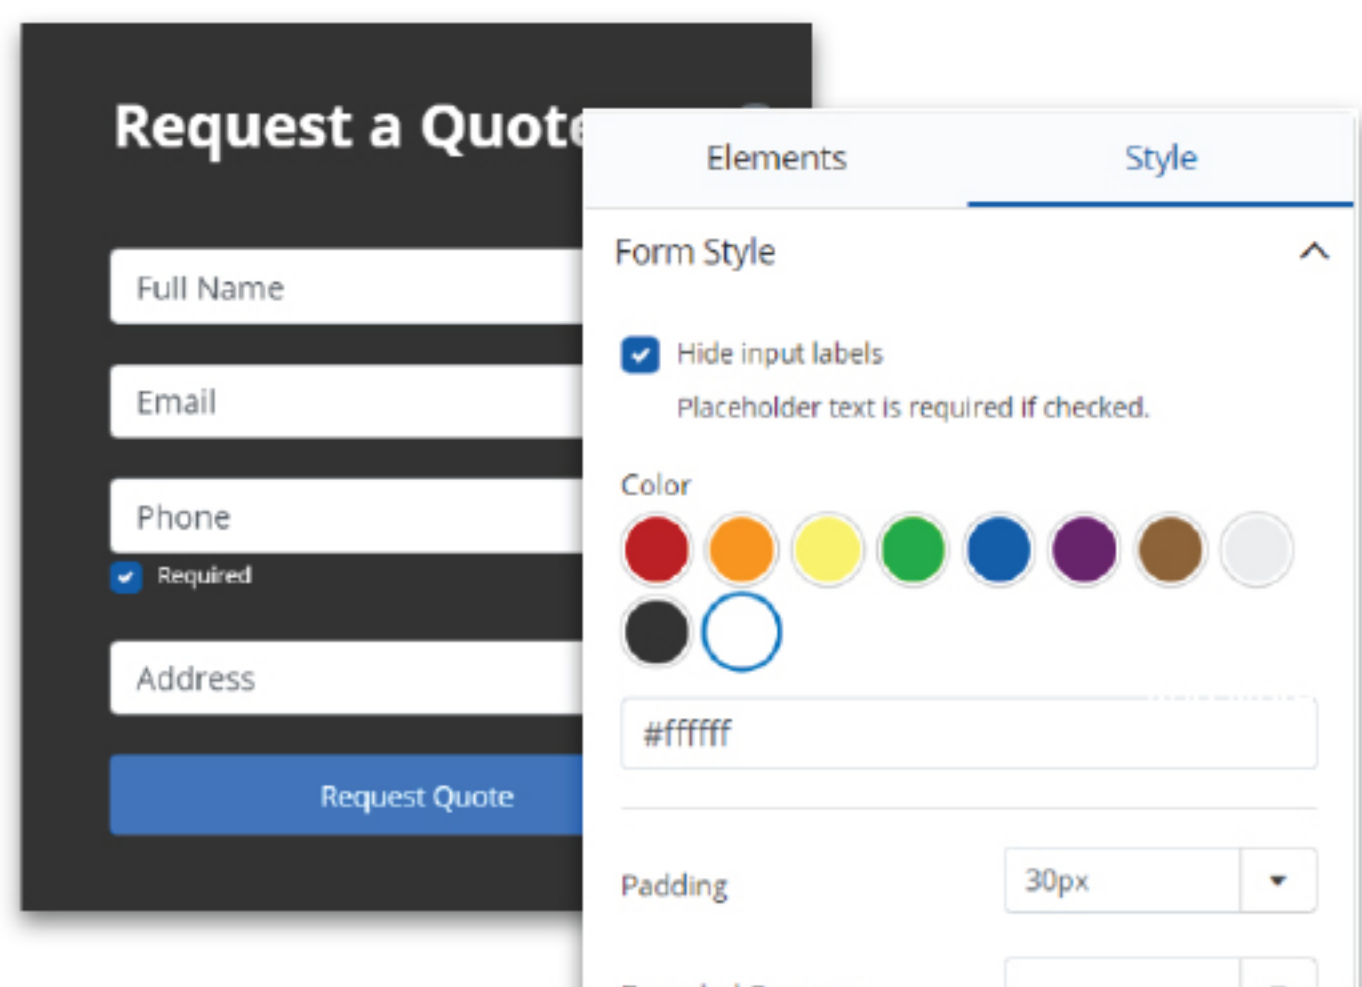 Request a Quote
Full Name
Email
Phone
Required
Address
Request Quote
Elements
Style
Form Style
Hide input labels
Placeholder text is required if checked.
Color
#ffffff
Padding
30px